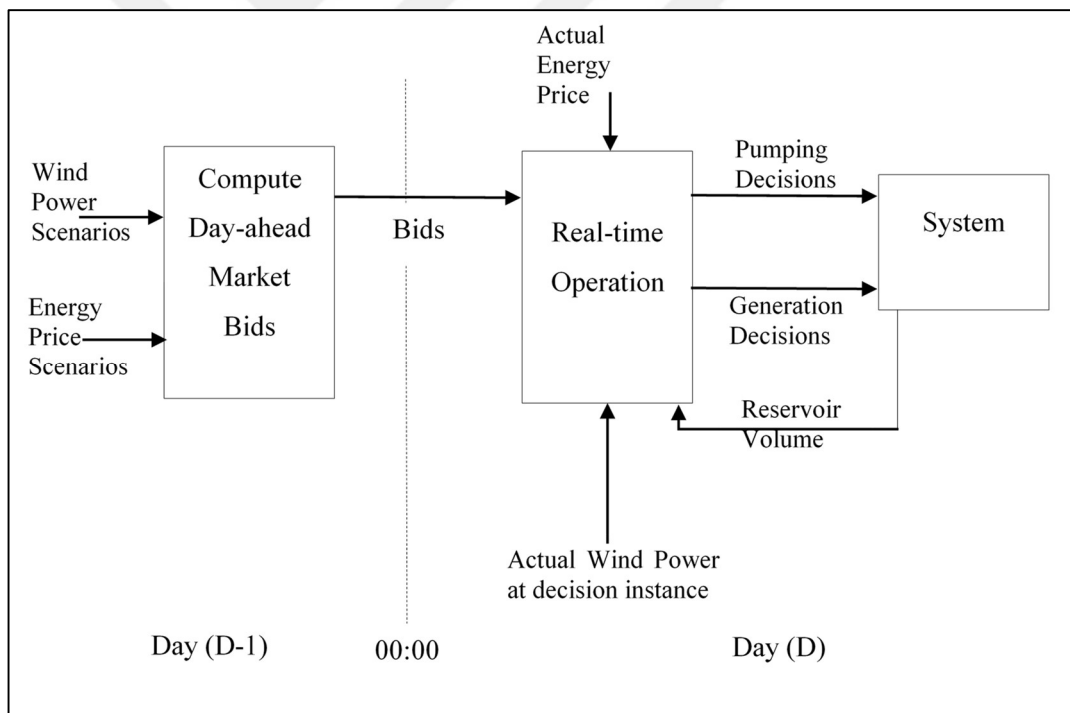 Actual
Energy
Price
Wind
Power
Scenarios
Energy
Price
Scenarios
Compute
Day-ahead
Market
Bids
Bids
Real-time
Operation
Pumping
Decisions
Generation
Decisions
System
Reservoir
Volume
Actual Wind Power
at decision instance
Day (D-1)
00:00
Day (D)